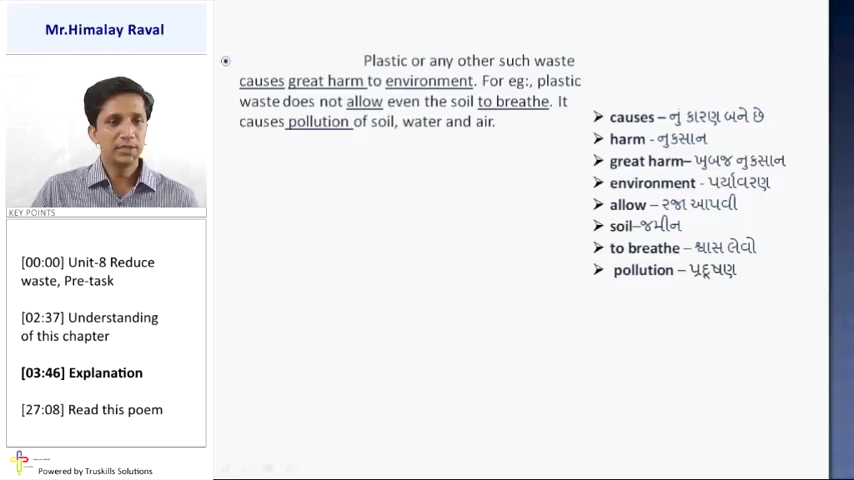 Mr.Himalay Raval
KEY POINTS
[00:00] Unit-8 Reduce
waste, Pre-task
[02:37] Understanding
of this chapter
[03:46] Explanation
[27:08] Read this poem
Powered by Truskills Solutions
Plastic or any other such waste
causes great harm to environment. For eg:, plastic
waste does not allow even the soil to breathe. It
causes pollution of soil, water and air.
causes – નું કારણ બને છે
harm - નુકસાન
great harm– ખુબજ નુકસાન
environment - પર્યાવરણ
allow – રજા આપવી
soil–જમીન
to breathe – શ્વાસ લેવો
pollution – પ્રદૂષણ